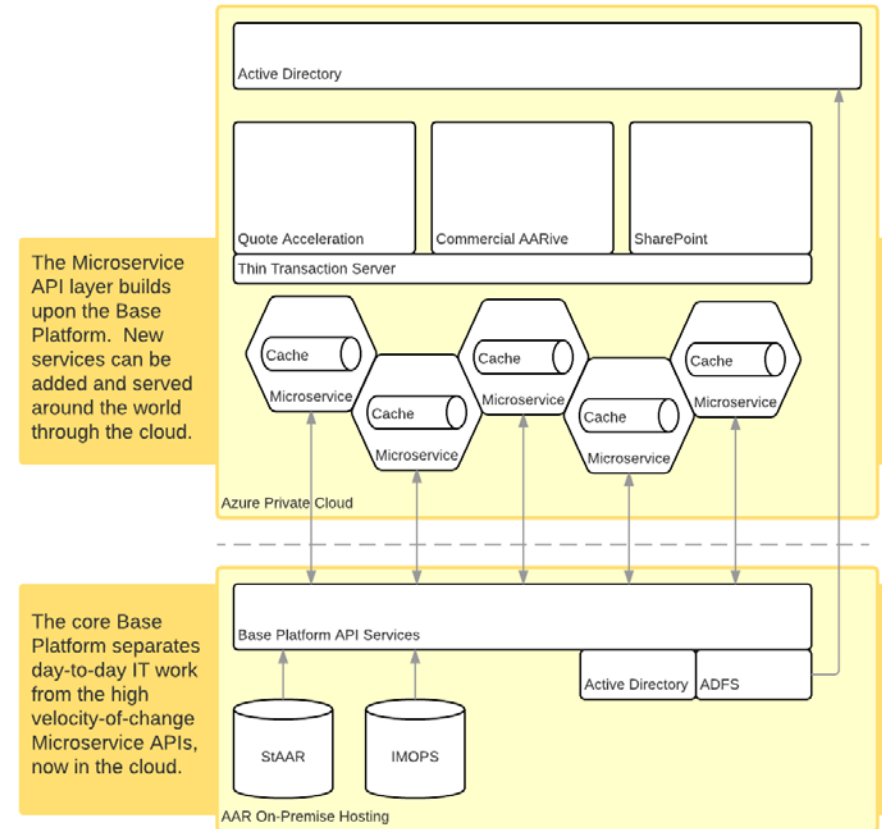 Active Directory
Quote Acceleration
Commercial AARive
SharePoint
Thin Transaction Server
The Microservice
API layer builds
upon the Base
Platform. New
services can be
added and served
around the world
through the cloud.
Cache
Microservice
Cache
Microservice
Cache
Microservice
Cache
Microservice
Cache
Microservice
Azure Private Cloud
The core Base
Platform separates
day-to-day IT work
from the high
velocity-of-change
Microservice APIs,
now in the cloud.
Base Platform API Services
Active Directory
ADFS
StAAR
IMOPS
AAR On-Premise Hosting